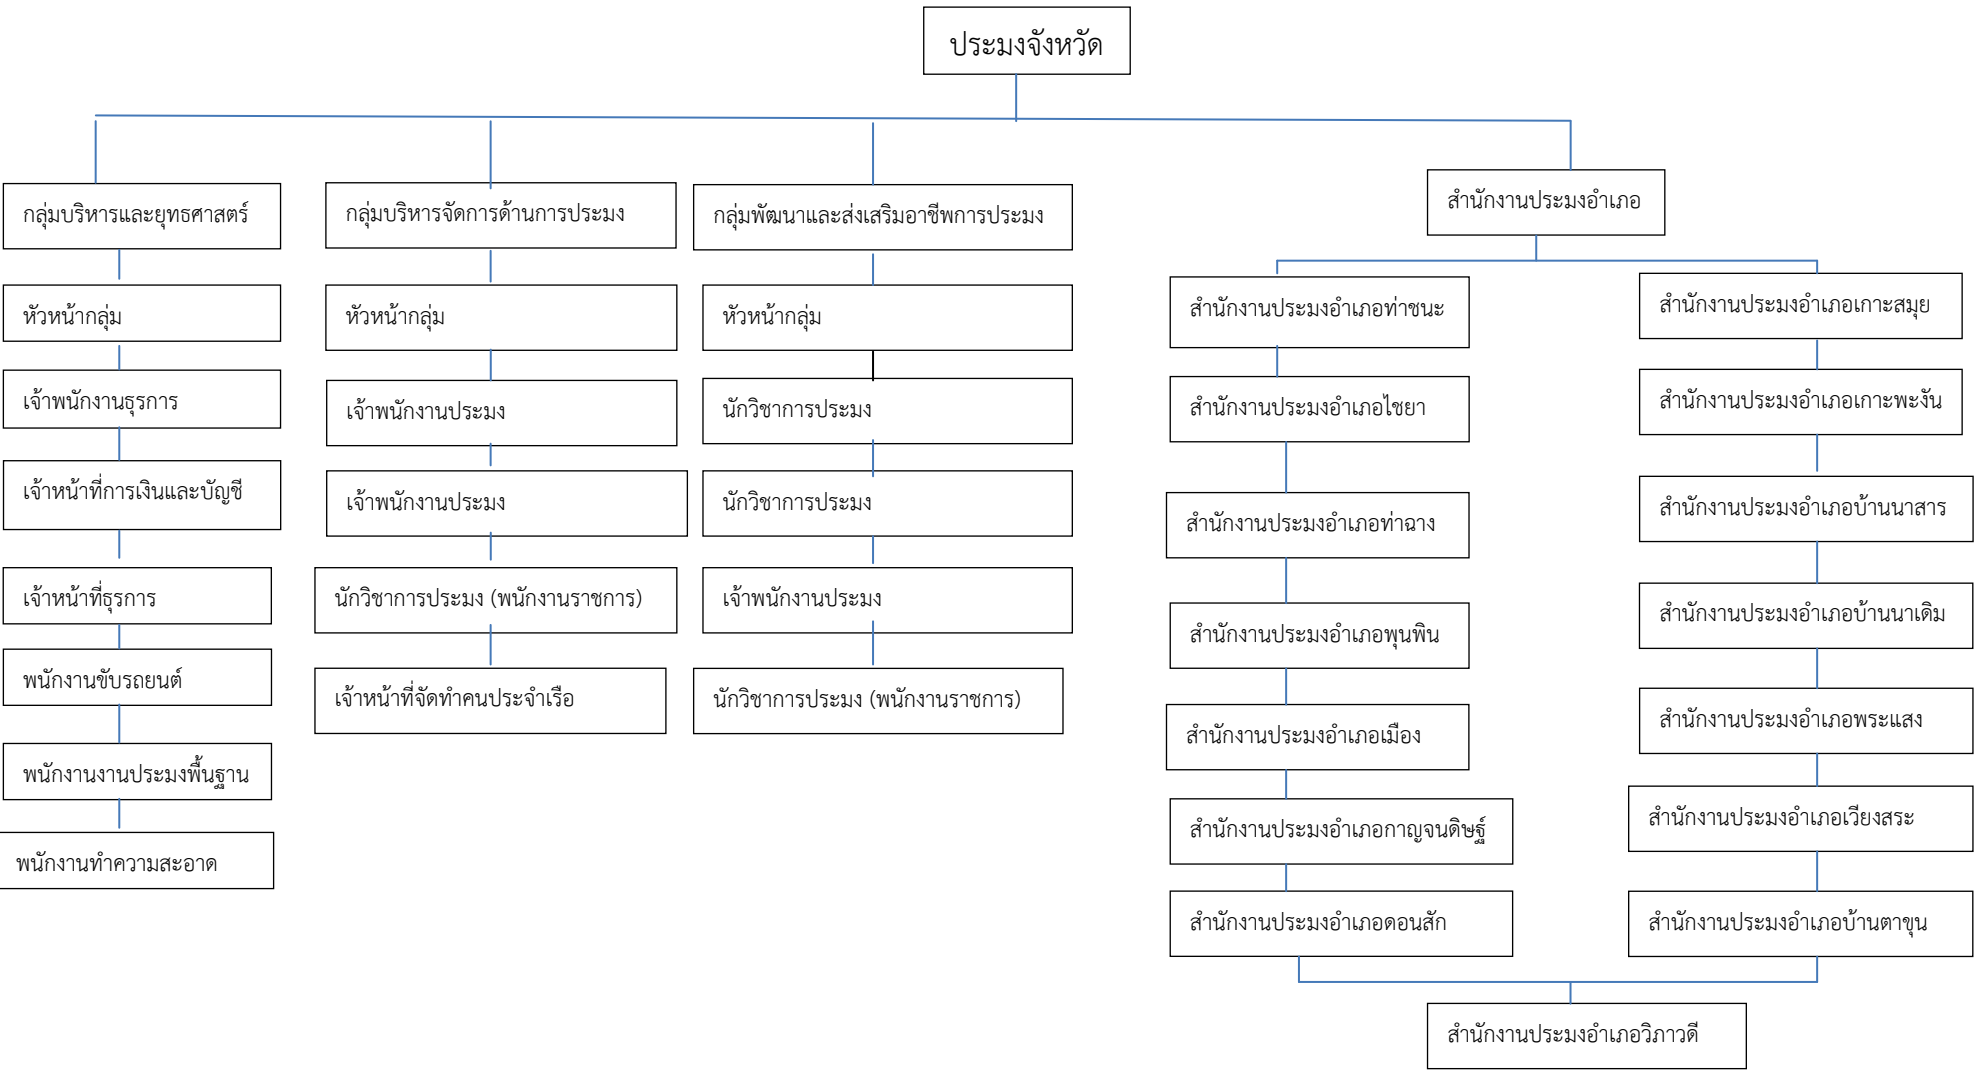 ประมงจังหวัด
กลุ่มบริหารและยุทธศาสตร์
หัวหน้ากลุ่ม
เจ้าพนักงานธุรการ
เจ้าหน้าที่การเงินและบัญชี
เจ้าหน้าที่ธุรการ
พนักงานขับรถยนต์
พนักงานงานประมงพื้นฐาน
พนักงานทำความสะอาด
กลุ่มบริหารจัดการด้านการประมง
หัวหน้ากลุ่ม
เจ้าพนักงานประมง
เจ้าพนักงานประมง
นักวิชาการประมง (พนักงานราชการ)
เจ้าหน้าที่จัดทำคนประจำเรือ
กลุ่มพัฒนาและส่งเสริมอาชีพการประมง
หัวหน้ากลุ่ม
นักวิชาการประมง
นักวิชาการประมง
เจ้าพนักงานประมง
นักวิชาการประมง (พนักงานราชการ)
สำนักงานประมงอำเภอ
สำนักงานประมงอำเภอท่าชนะ
สำนักงานประมงอำเภอไชยา
สำนักงานประมงอำเภอท่าฉาง
สำนักงานประมงอำเภอพุนพิน
สำนักงานประมงอำเภอเมือง
สำนักงานประมงอำเภอกาญจนดิษฐ์
สำนักงานประมงอำเภอดอนสัก
สำนักงานประมงอำเภอเกาะสมุย
สำนักงานประมงอำเภอเกาะพะงัน
สำนักงานประมงอำเภอบ้านนาสาร
สำนักงานประมงอำเภอบ้านนาเดิม
สำนักงานประมงอำเภอพระแสง
สำนักงานประมงอำเภอเวียงสระ
สำนักงานประมงอำเภอบ้านตาขุน
สำนักงานประมงอำเภอวิภาวดี